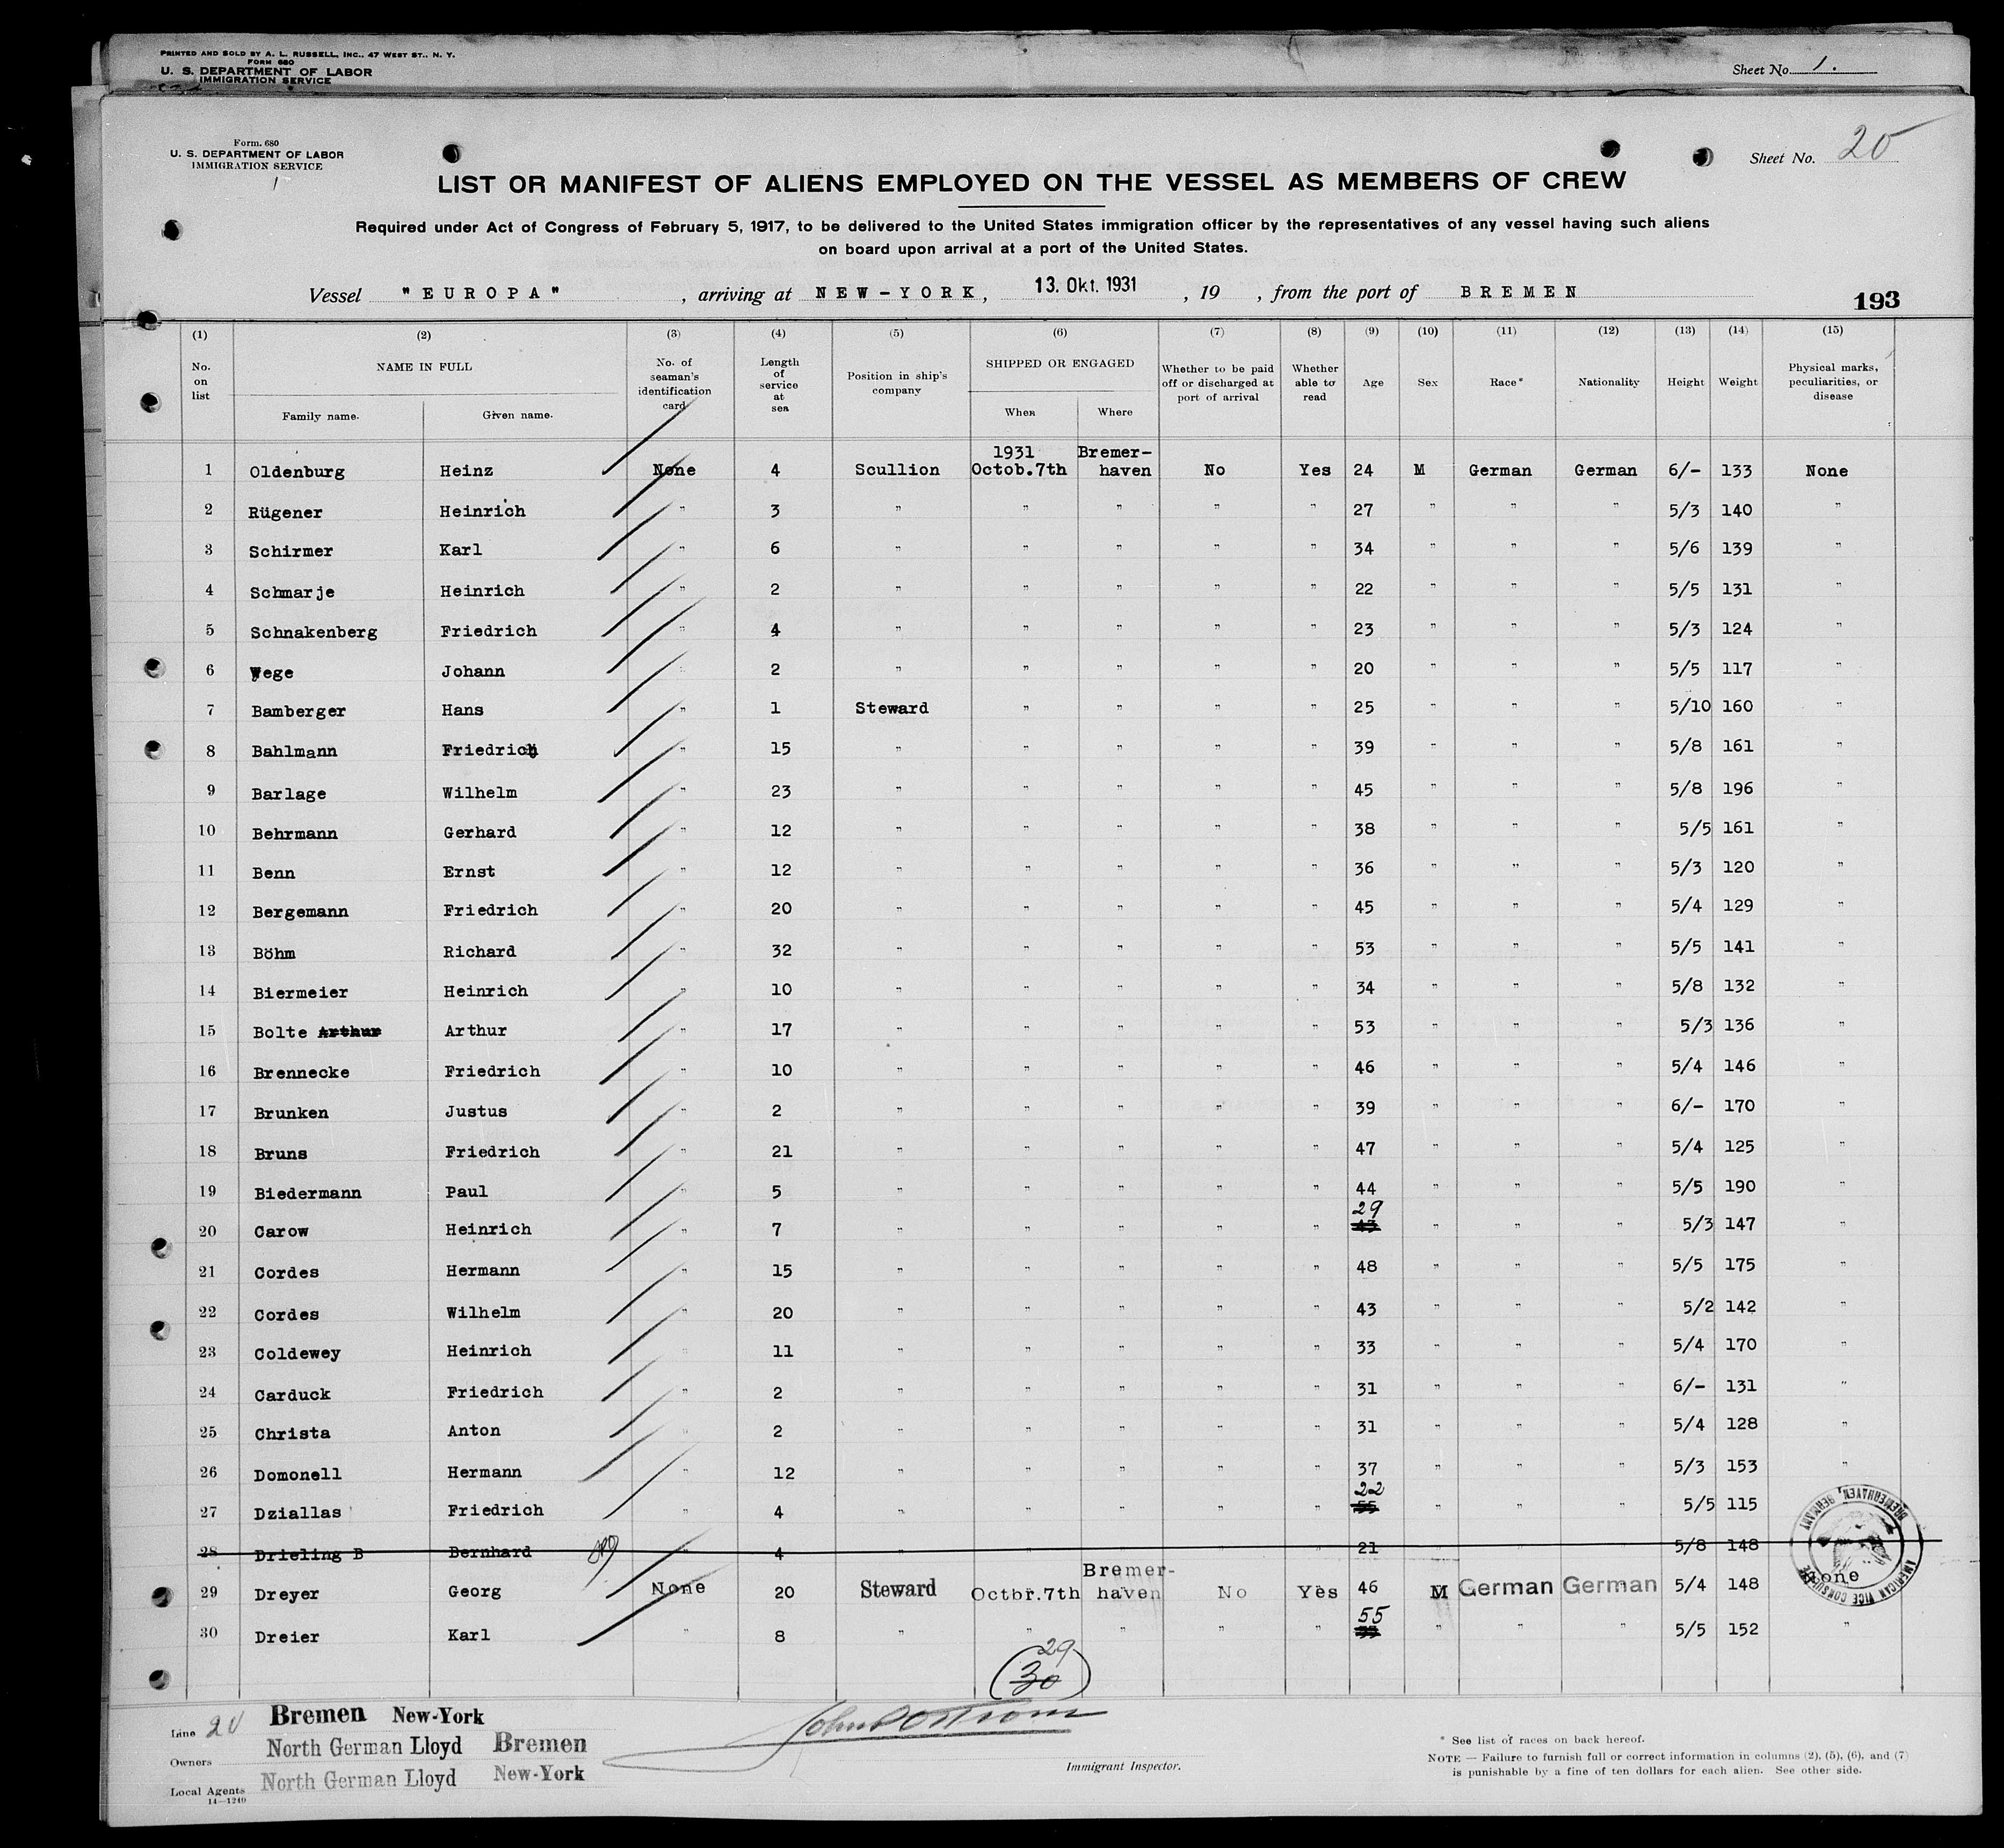 PRINTED AND SOLD BY A. L. RUSSELL, INC., 47 WEST ST., N. Y.
FORM 680
U. S. DEPARTMENT OF LABOR
IMMIGRATION SERVICE
Sheet No. 1.
Form. 680
U. S. DEPARTMENT OF LABOR
IMMIGRATION SERVICE
Sheet No. 20
LIST OR MANIFEST OF ALIENS EMPLOYED ON THE VESSEL AS MEMBERS OF CREW
Required under Act of Congress of February 5, 1917, to be delivered to the United States immigration officer by the representatives of any vessel having such aliens
on board upon arrival at a port of the United States.
Vessel "EUROPA", arriving at NEW-YORK, 13. Okt. 1931, 19 , from the port of BREMEN
193
(1) (2) (3) (4) (5) (6) (7) (8) (9) (10) (11) (12) (13) (14) (15)
No. on list NAME IN FULL Family name. Given name. No. of seaman's identification card Length of service at sea Position in ship's company SHIPPED OR ENGAGED When Where Whether to be paid off or discharged at port of arrival Whether able to read Age Sex Race* Nationality Height Weight Physical marks, peculiarities, or disease
1931 Bremer-
1 Oldenburg Heinz None 4 Scullion Octob.7th haven No Yes 24 M German German 6/- 133 None
2 Rügener Heinrich " 3 " " " " " 27 " " " 5/3 140 "
3 Schirmer Karl " 6 " " " " " 34 " " " 5/6 139 "
4 Schmarje Heinrich " 2 " " " " " 22 " " " 5/5 131 "
5 Schnakenberg Friedrich " 4 " " " " " 23 " " " 5/3 124 "
6 Wege Johann " 2 " " " " " 20 " " " 5/5 117 "
7 Bamberger Hans " 1 Steward " " " " 25 " " " 5/10 160 "
8 Bahlmann Friedrich " 15 " " " " " 39 " " " 5/8 161 "
9 Barlage Wilhelm " 23 " " " " " 45 " " " 5/8 196 "
10 Behrmann Gerhard " 12 " " " " " 38 " " " 5/5 161 "
11 Benn Ernst " 12 " " " " " 36 " " " 5/3 120 "
12 Bergemann Friedrich " 20 " " " " " 45 " " " 5/4 129 "
13 Böhm Richard " 32 " " " " " 53 " " " 5/5 141 "
14 Biermeier Heinrich " 10 " " " " " 34 " " " 5/8 132 "
15 Bolte Arthur Arthur " 17 " " " " " 53 " " " 5/3 136 "
16 Brennecke Friedrich " 10 " " " " " 46 " " " 5/4 146 "
17 Brunken Justus " 2 " " " " " 39 " " " 6/- 170 "
18 Bruns Friedrich " 21 " " " " " 47 " " " 5/4 125 "
19 Biedermann Paul " 5 " " " " " 44 " " " 5/5 190 "
29
20 Carow Heinrich " 7 " " " " " 43 " " " 5/3 147 "
21 Cordes Hermann " 15 " " " " " 48 " " " 5/5 175 "
22 Cordes Wilhelm " 20 " " " " " 43 " " " 5/2 142 "
23 Coldewey Heinrich " 11 " " " " " 33 " " " 5/4 170 "
24 Carduck Friedrich " 2 " " " " " 31 " " " 6/- 131 "
25 Christa Anton " 2 " " " " " 31 " " " 5/4 128 "
26 Domonell Hermann " 12 " " " " " 37 " " " 5/3 153 "
22
27 Dziallas Friedrich 4 " " " " " 55 " " " 5/5 115
28 Drieling B Bernhard " 4 " " " " " 21 " " " 5/8 148
Bremer-
29 Dreyer Georg None 20 Steward Octbr.7th haven No Yes 46 M German German 5/4 148 None
55
30 Dreier Karl " 8 " " " " " " " " 5/5 152 "
29
(30)
AMERICAN VICE CONSULATE
BREMERHAVEN, GERMANY
Line 20 Bremen New-York
Owners North German Lloyd Bremen
Local Agents North German Lloyd New-York
14-1240
Immigrant Inspector.
* See list of races on back hereof.
NOTE — Failure to furnish full or correct information in columns (2), (5), (6), and (7)
is punishable by a fine of ten dollars for each alien. See other side.